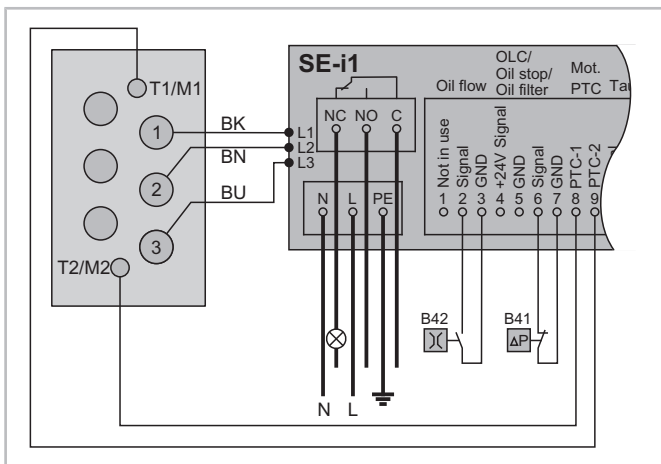 SE-i1
OLC/
Oil stop/
Oil flow Oil filter
Mot.
PTC
T1/M1
NC NO C
1
BK
L1
BN
L2
2
BU
L3
3
T2/M2
N L PE
Not in use
Signal
GND
+24V Signal
GND
Signal
GND
PTC-1
PTC-2
1 2 3 4 5 6 7 8 9
B42
B41
ΔP
N L